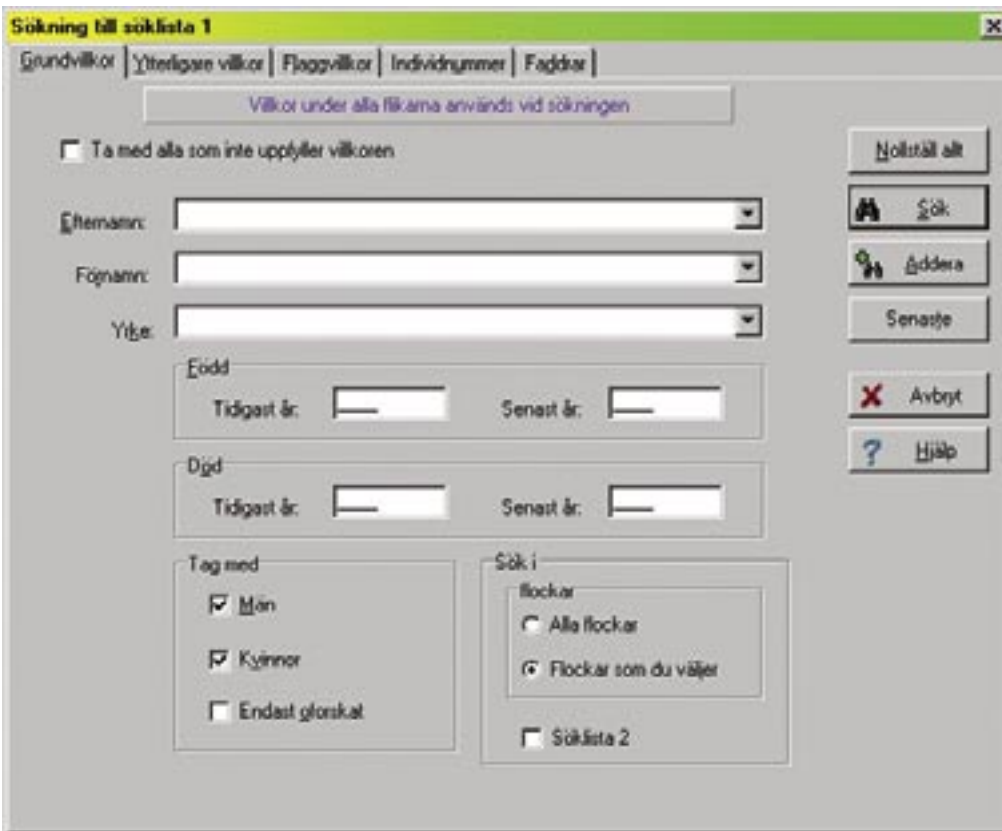 Sökning till söklista 1
Grundvillkor Ytterligare villkor Flaggvillkor Individnummer Faddrar
Villkor under alla flikarna används vid sökningen
Ta med alla som inte uppfyller villkoren
Nollställ allt
Efternamn:
Sök
Förnamn:
Addera
Yrke:
Senaste
Född
Tidigast år: Senast år:
Avbryt
Hjälp
Död
Tidigast år: Senast år:
Tag med
Män
Kvinnor
Endast oforskat
Sök i
flockar
Alla flockar
Flockar som du väljer
Söklista 2